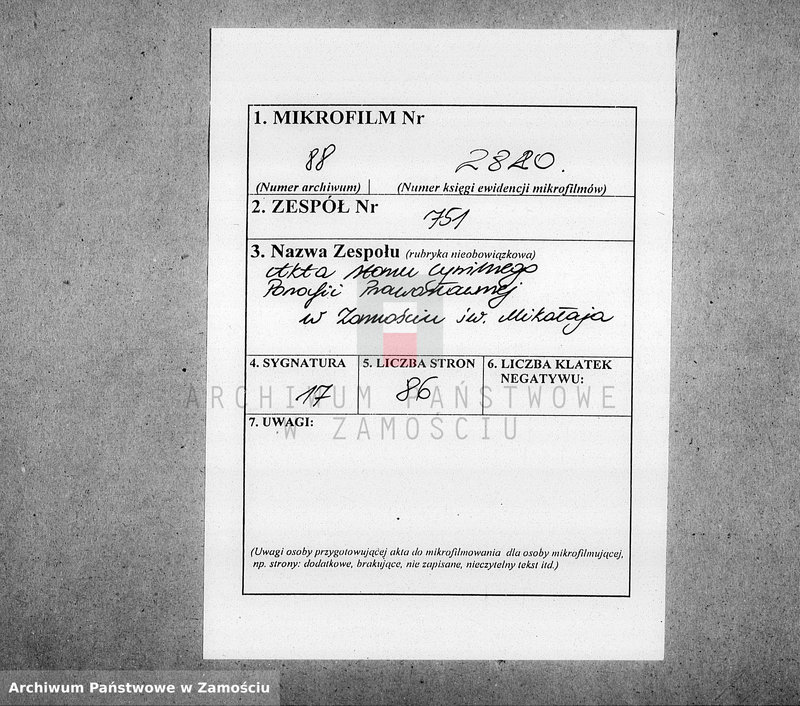 1. MIKROFILM Nr
88 2820.
(Numer archiwum) (Numer księgi ewidencji mikrofilmów)
2. ZESPÓŁ Nr
751
3. Nazwa Zespołu (rubryka nieobowiązkowa)
Akta stanu cywilnego
Parafii Prawosławnej
w Zamościu św. Mikołaja
4. SYGNATURA 5. LICZBA STRON 6. LICZBA KLATEK
NEGATYWU:
17 86
ARCHIWUM PAŃSTWOWE
W ZAMOŚCIU
7. UWAGI:
(Uwagi osoby przygotowującej akta do mikrofilmowania dla osoby mikrofilmującej,
np. strony: dodatkowe, brakujące, nie zapisane, nieczytelny tekst itd.)
Archiwum Państwowe w Zamościu